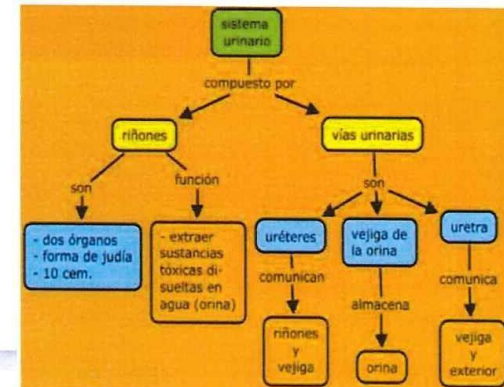 sistema
urinario
compuesto por
riñones
vías urinarias
son
función
son
- dos órganos
- forma de judía
- 10 cem.
- extraer
sustancias
tóxicas di-
sueltas en
agua (orina)
uréteres
vejiga de
la orina
uretra
comunican
almacena
comunica
riñones
y
vejiga
orina
vejiga
y
exterior